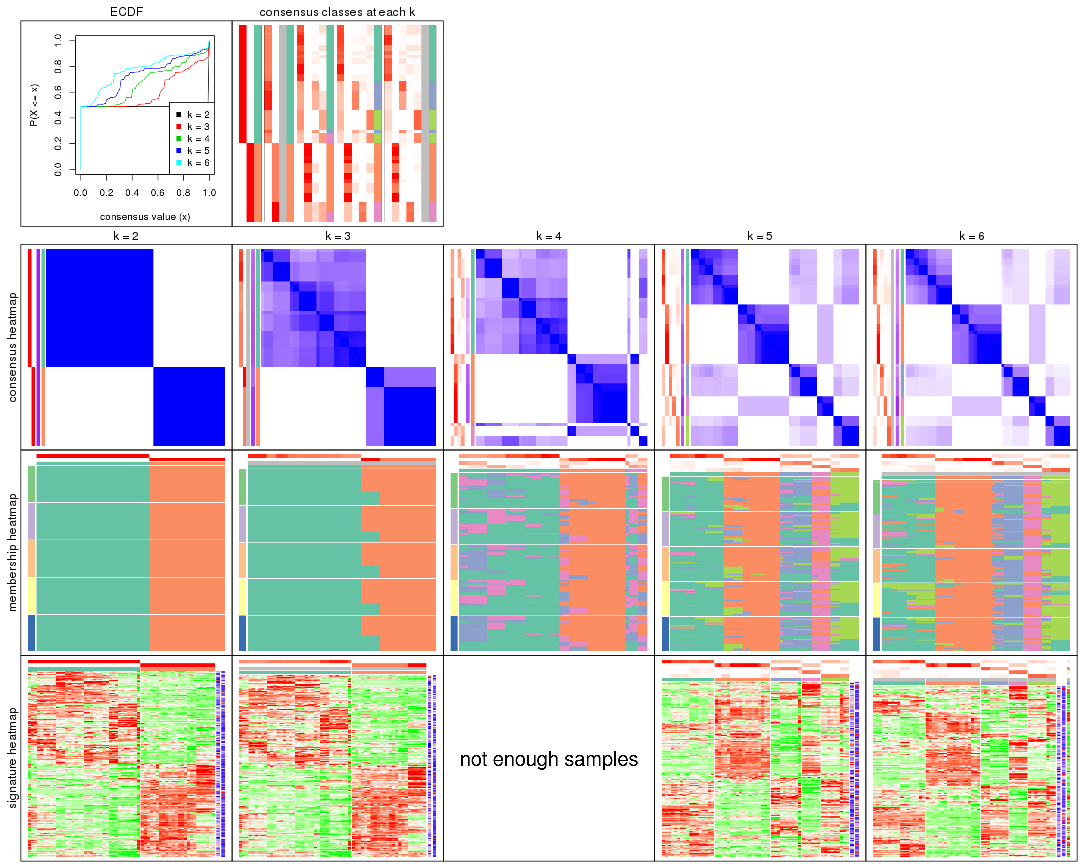 ECDF
consensus classes at each k
P(X <= x)
1.0
0.8
0.6
0.4
0.2
0.0
k = 2
k = 3
k = 4
k = 5
k = 6
0.0 0.2 0.4 0.6 0.8 1.0
consensus value (x)
k = 2
k = 3
k = 4
k = 5
k = 6
consensus heatmap
membership heatmap
signature heatmap
not enough samples